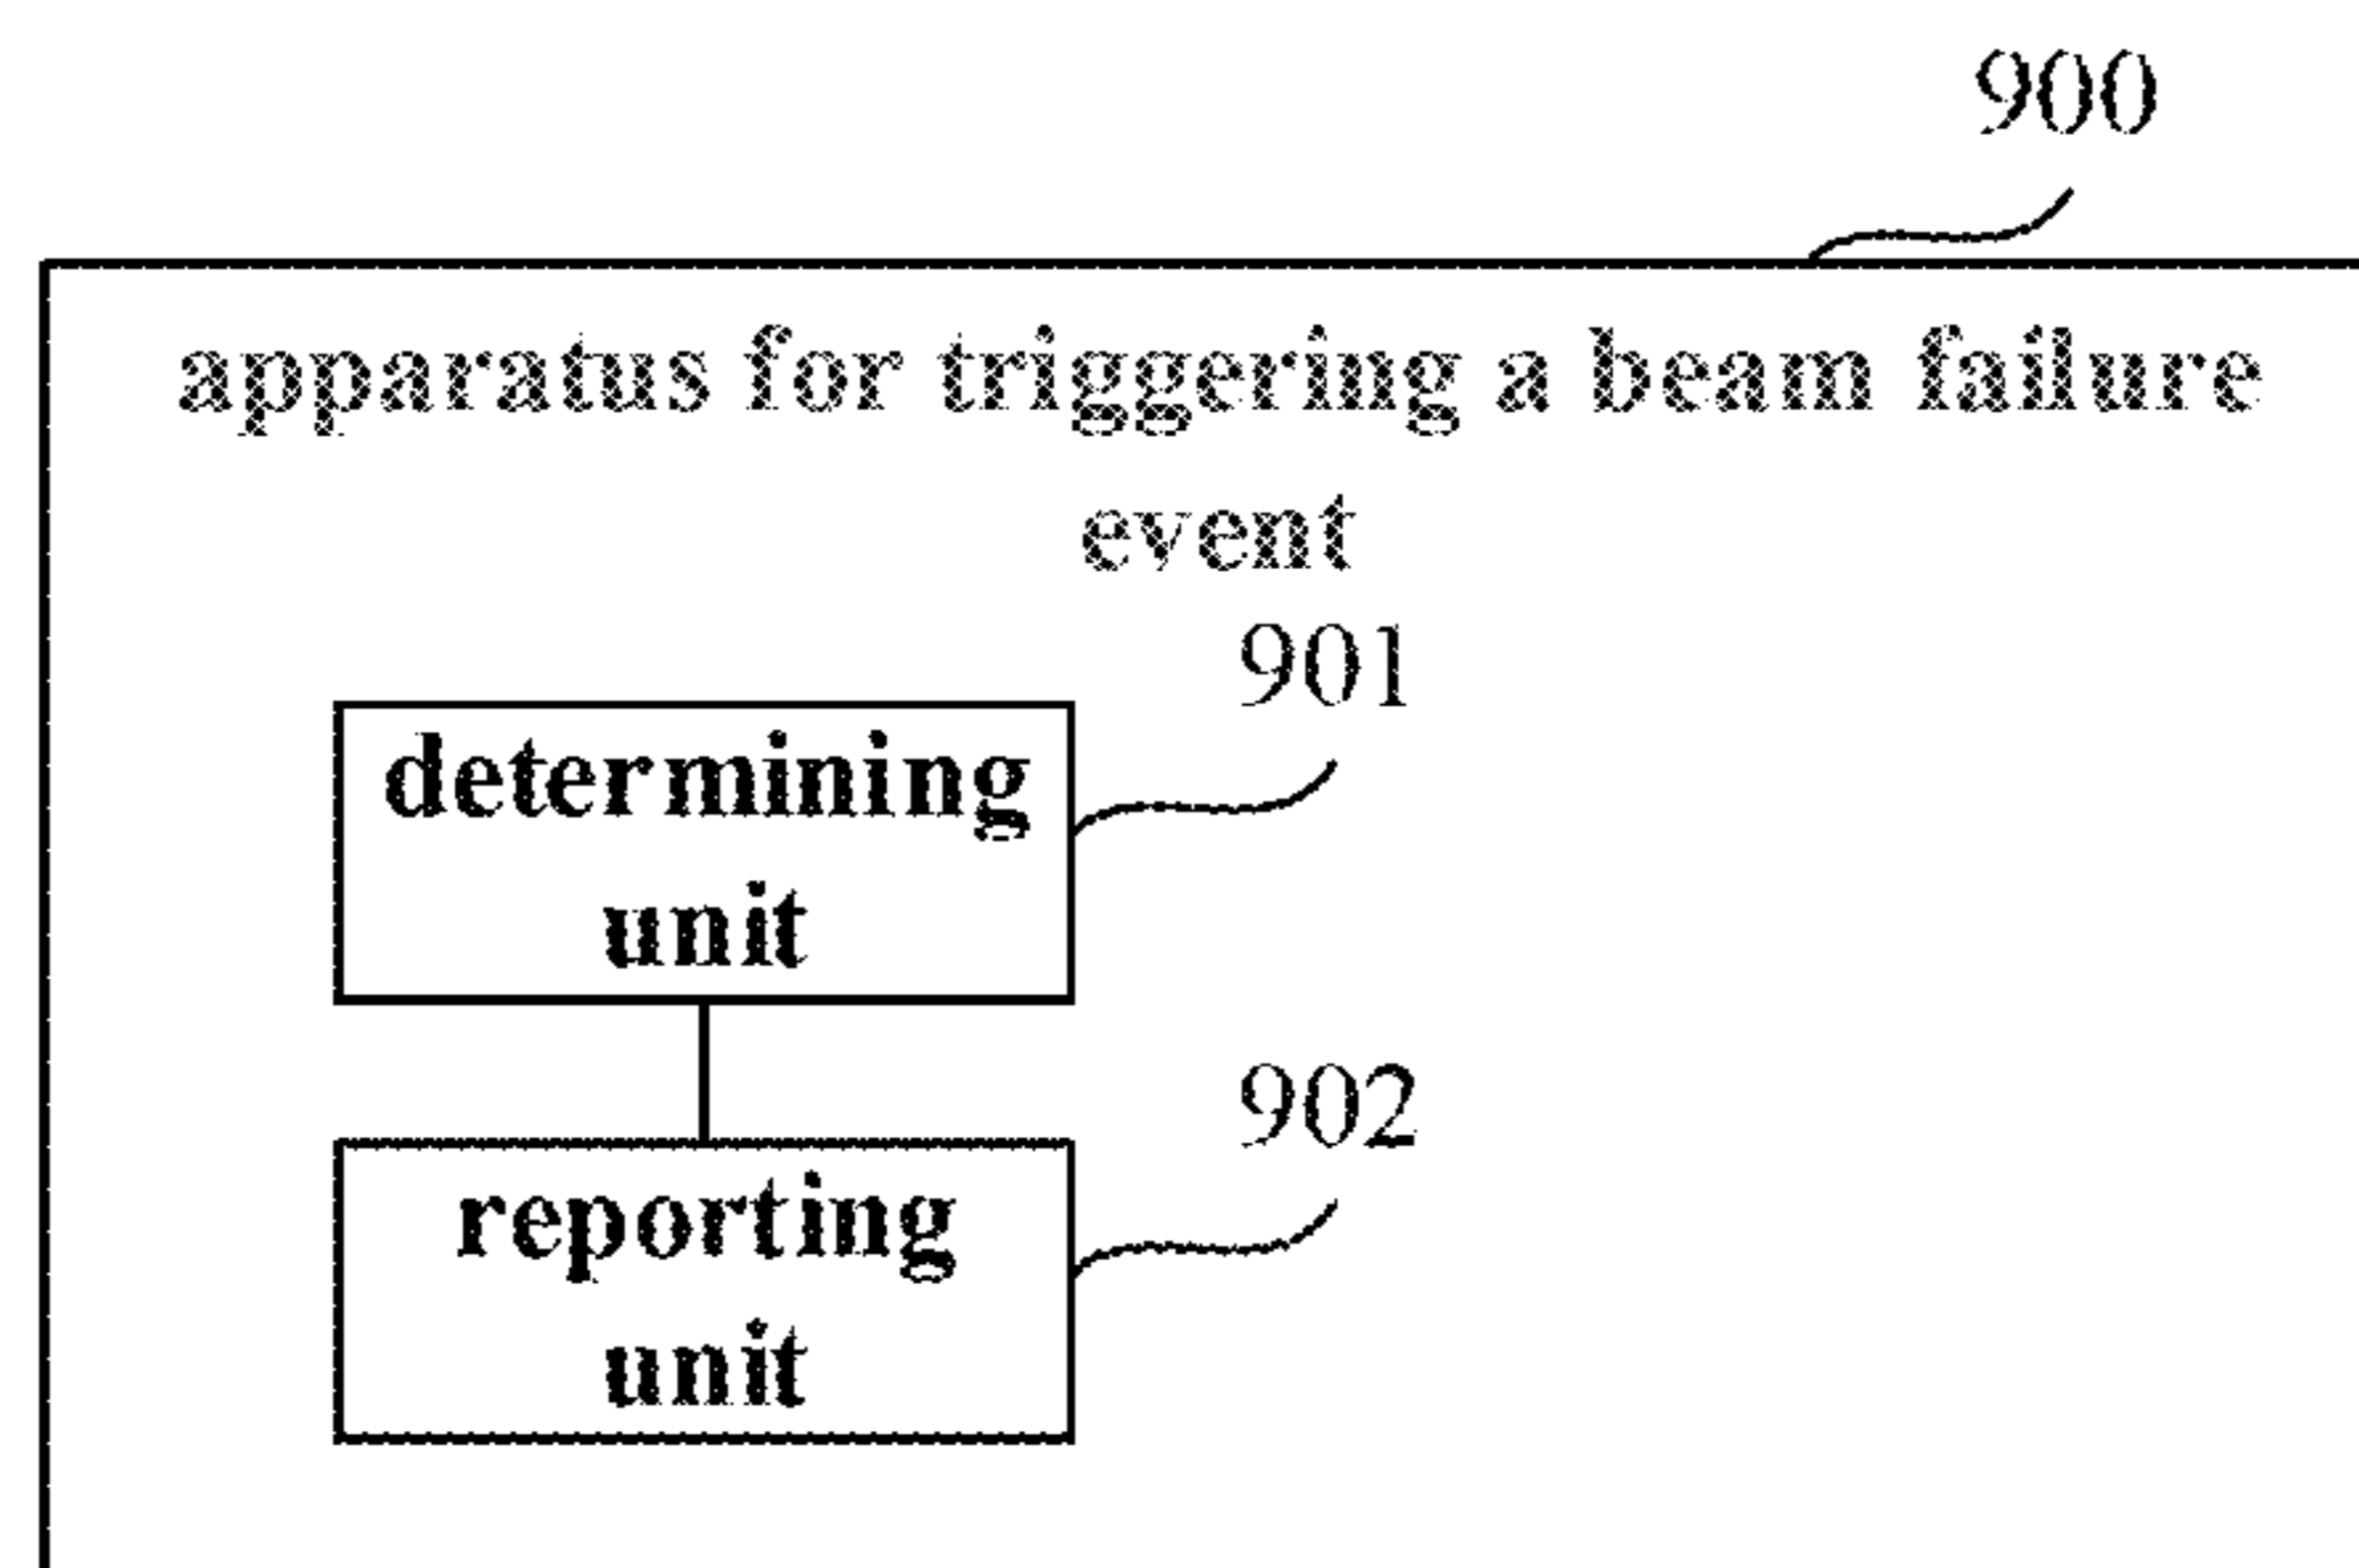 900
apparatus for triggering a beam failure
event
901
determining
unit
902
reporting
unit